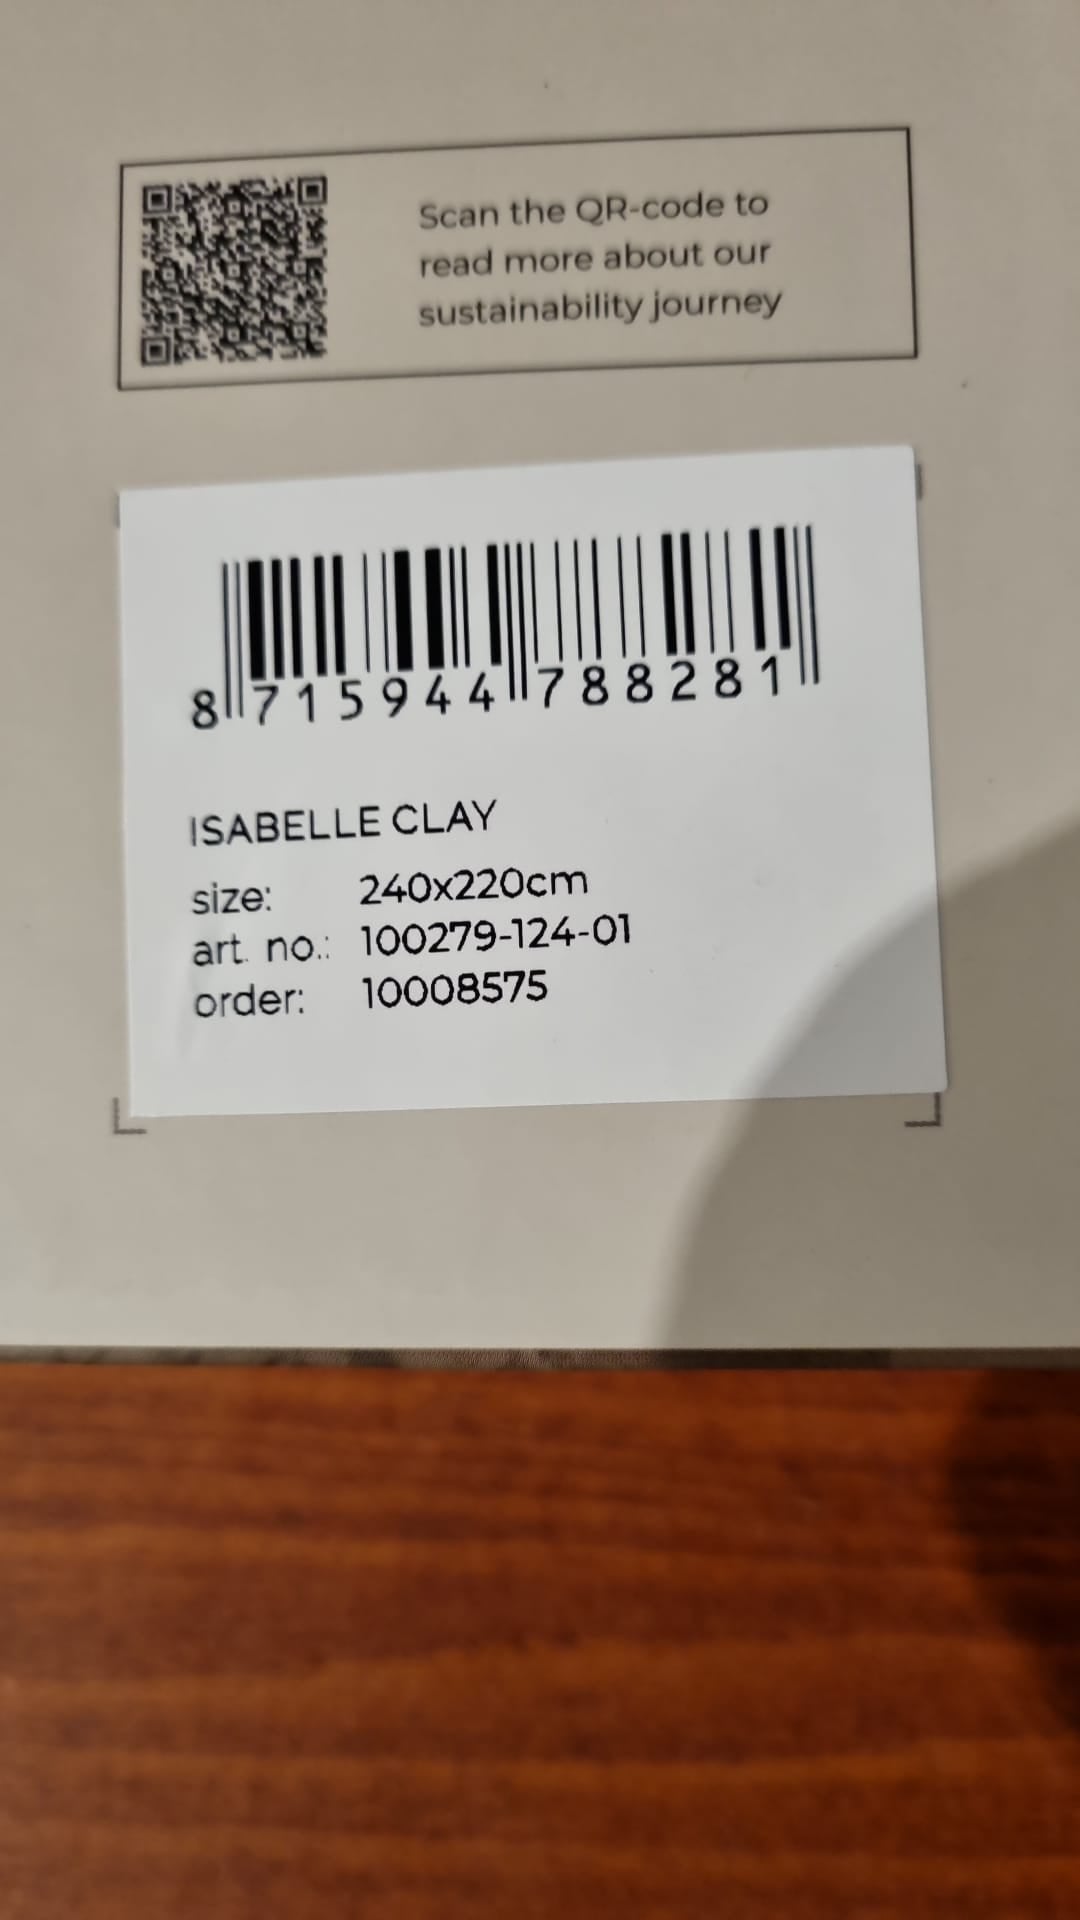 Scan the QR-code to
read more about our
sustainability journey
8 715944 788281
ISABELLE CLAY
size: 240x220cm
art. no.: 100279-124-01
order: 10008575